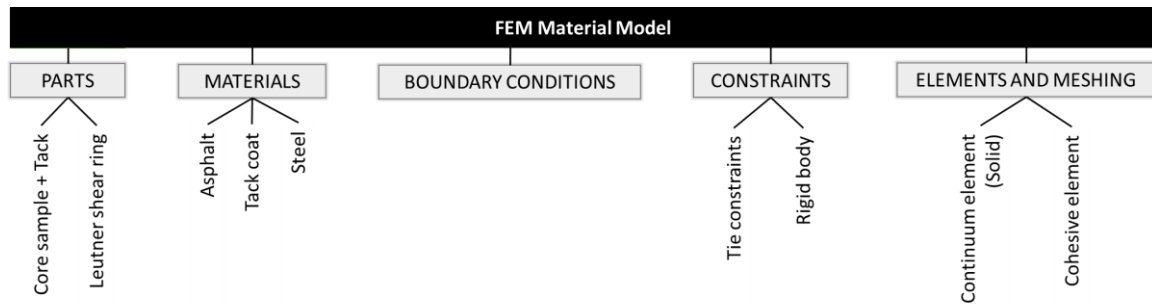 FEM Material Model
PARTS
MATERIALS
BOUNDARY CONDITIONS
CONSTRAINTS
ELEMENTS AND MESHING
Core sample + Tack
Leutner shear ring
Asphalt
Tack coat
Steel
Tie constraints
Rigid body
Continuum element
(Solid)
Cohesive element